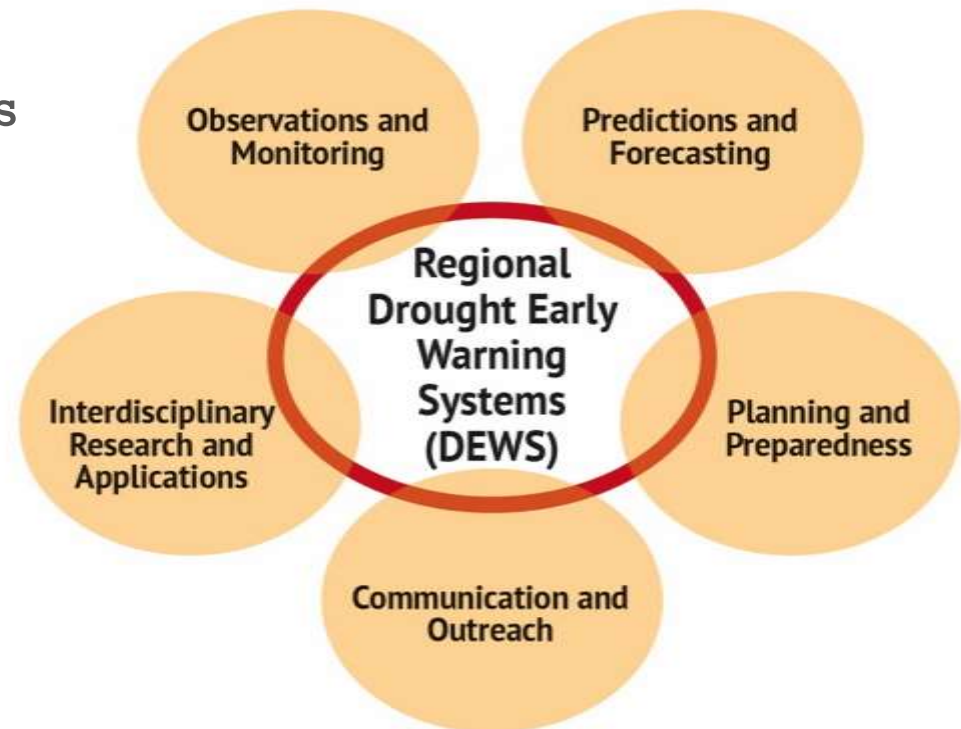 Observations and
Monitoring
Predictions and
Forecasting
Regional
Drought Early
Warning
Systems
(DEWS)
Interdisciplinary
Research and
Applications
Planning and
Preparedness
Communication and
Outreach